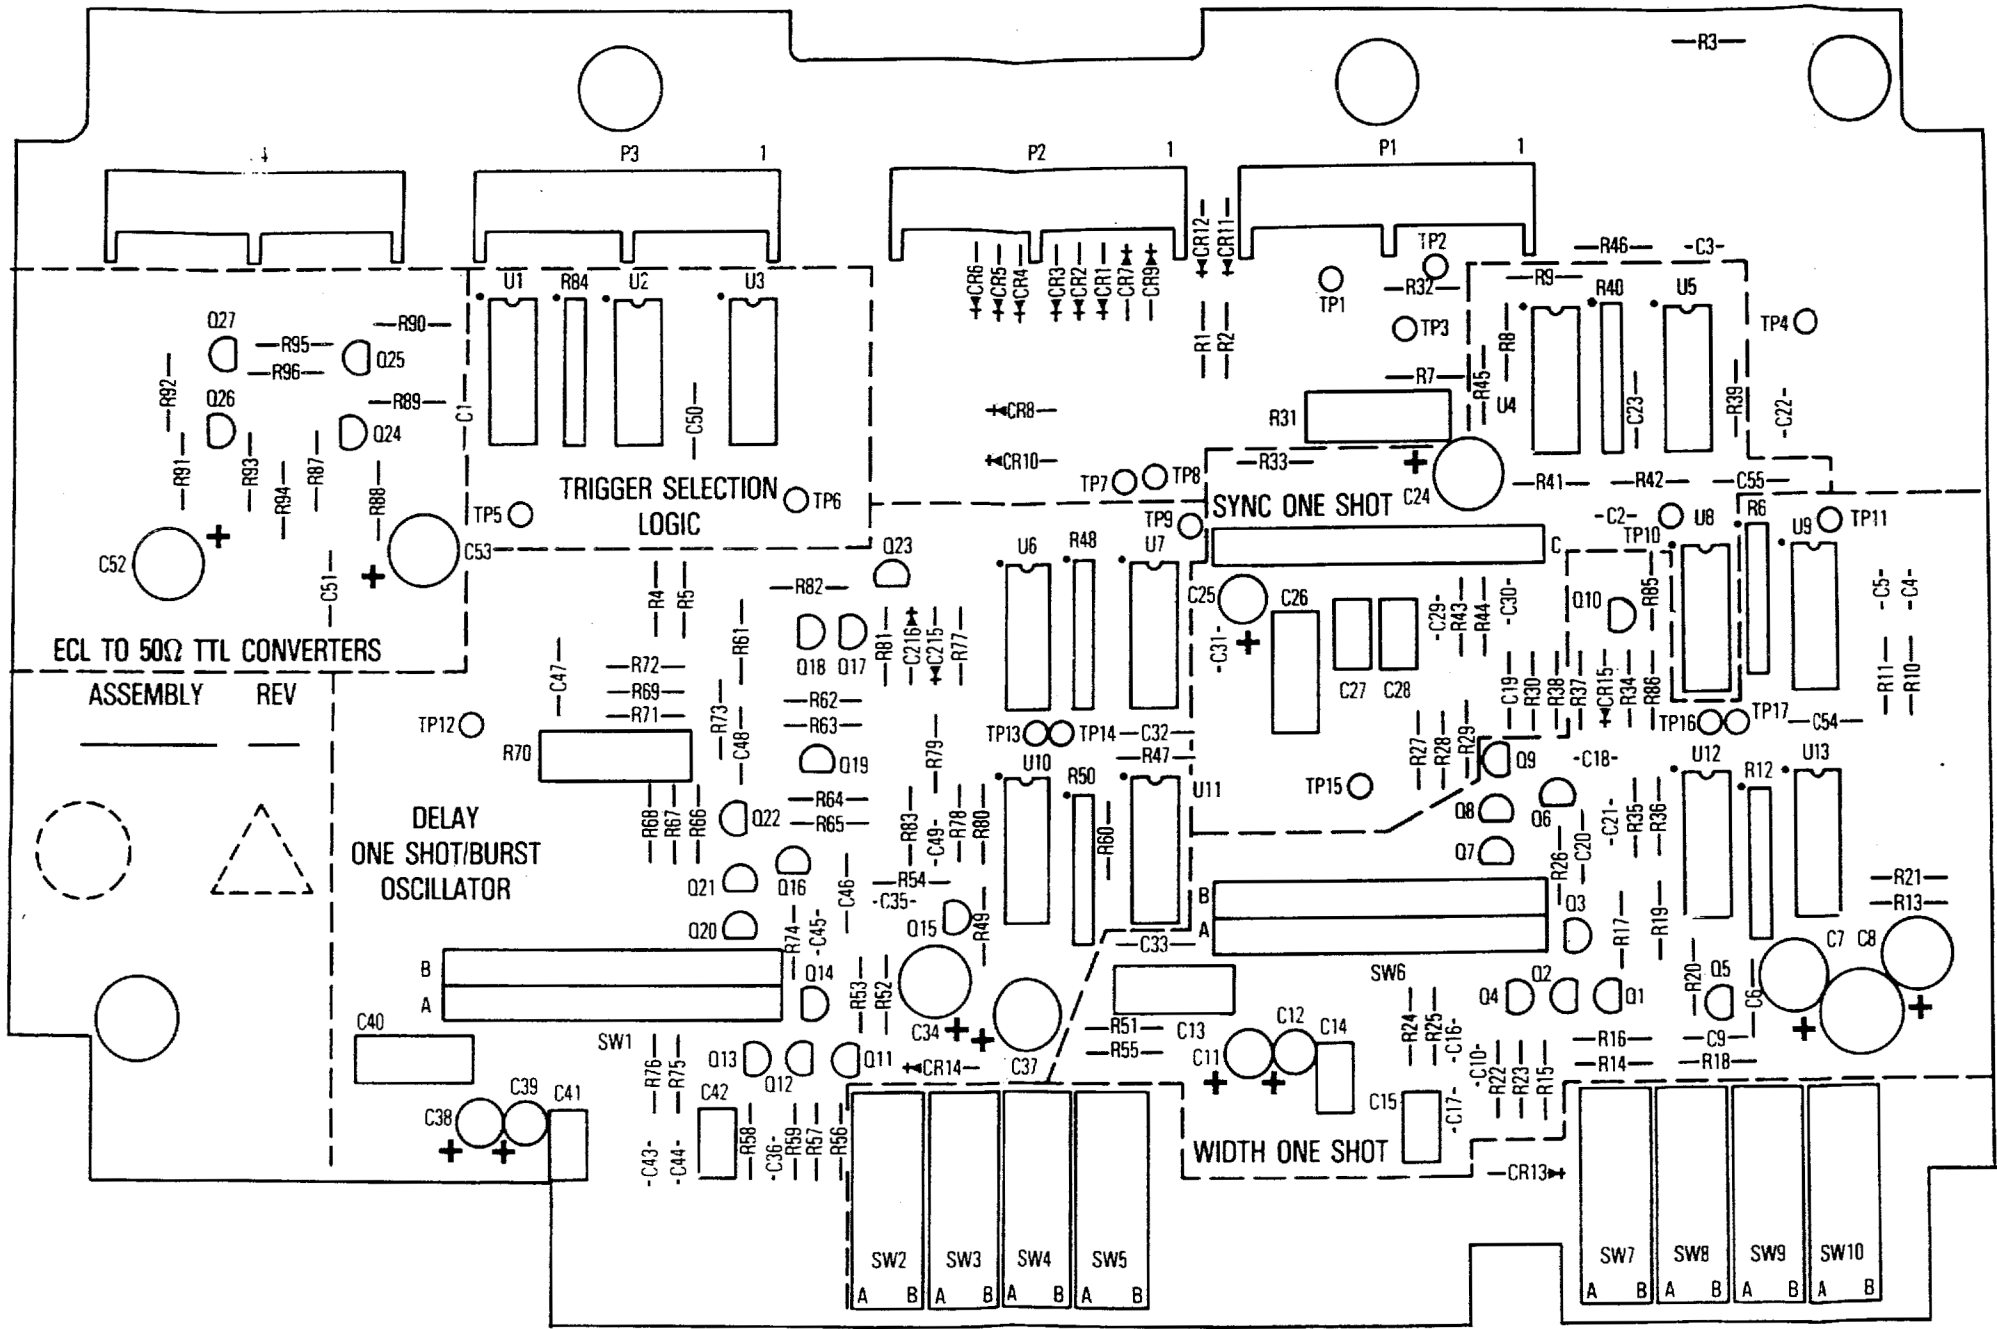 R3
P3 1
P2 1
P1 1
CR12
CR11
TP2
R46
C3
CR6
CR5
CR4
CR3
CR2
CR1
CR7
CR9
R32
TP1
R9
R40
U5
U1
R84
U2
U3
Q27
R90
R95
Q25
R96
R92
Q26
R89
C1
Q24
C50
R1
R2
TP3
R8
TP4
R7
R45
CR8
R31
U4
C23
R39
C22
R91
R93
R94
R87
R88
CR10
R33
TP7
TP8
C24
R41
R42
C55
TRIGGER SELECTION
LOGIC
TP5
TP6
SYNC ONE SHOT
TP9
C2
TP10
U8
R6
U9
TP11
C52
C53
C51
Q23
U6
R48
U7
C
R82
R4
R5
R61
C25
C26
C29
R43
R44
C30
Q10
R85
C5
C4
ECL TO 50Ω TTL CONVERTERS
C47
R72
R69
R71
Q18
Q17
R81
C216
C215
R77
C31
C27
C28
ASSEMBLY REV
R73
R62
R63
C19
R30
R38
R37
CR15
R34
R86
R11
R10
TP12
R70
C48
Q19
R79
TP13
TP14
C32
R47
R27
R28
R29
TP16
TP17
C54
U10
R50
U11
TP15
Q9
C18
U12
R12
U13
R68
R67
R66
Q22
R64
R65
R83
C49
R78
R80
R60
Q8
Q6
Q7
R26
C20
C21
R35
R36
DELAY
ONE SHOT/BURST
OSCILLATOR
Q21
Q16
C46
R54
C35
R49
B
A
Q3
R17
R19
R21
R13
Q20
R74
C45
Q15
C33
B
A
Q14
R53
R52
C34
SW6
C13
Q4
Q2
Q1
R20
Q5
C6
C7
C8
C40
SW1
R76
R75
Q13
Q12
Q11
CR14
C37
R51
R55
C11
C12
C14
R24
R25
C16
C10
R22
R23
R15
R16
R14
C9
R18
C38
C39
C41
C42
C43
C44
R58
C36
R59
R57
R56
C15
C17
WIDTH ONE SHOT
CR13
SW2
SW3
SW4
SW5
SW7
SW8
SW9
SW10
A B
A B
A B
A B
A B
A B
A B
A B